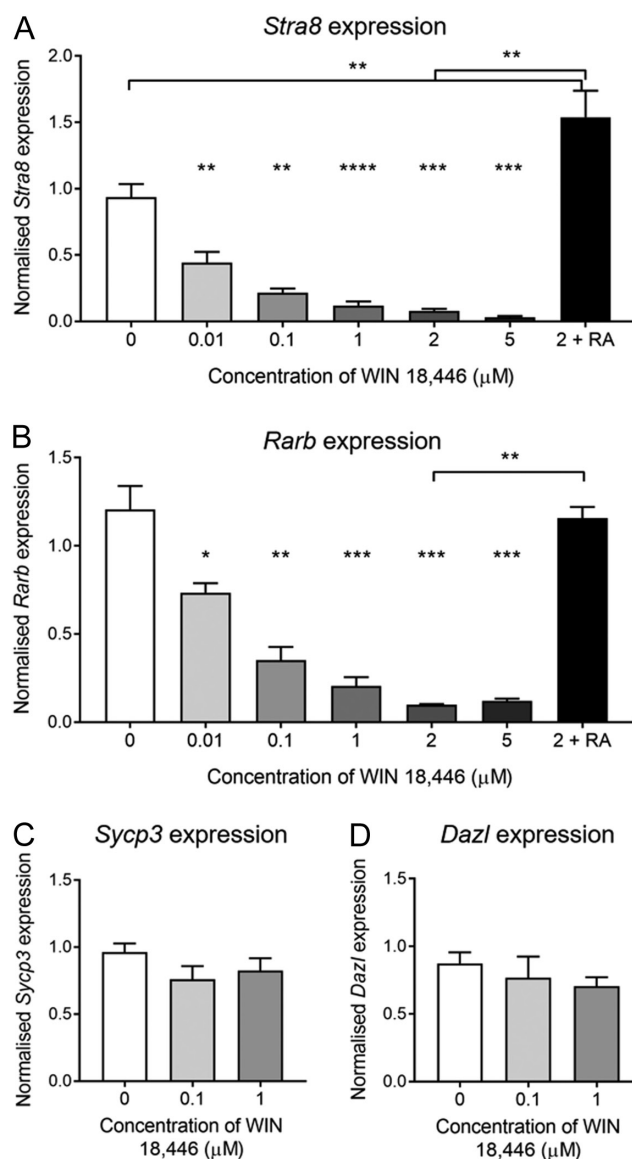 A
Stra8 expression
Normalised Stra8 expression
2.0
1.5
1.0
0.5
0.0
**
**
** ** **** *** ***
0 0.01 0.1 1 2 5 2 + RA
Concentration of WIN 18,446 (μM)
B
Rarb expression
Normalised Rarb expression
1.5
1.0
0.5
0.0
**
* ** *** *** ***
0 0.01 0.1 1 2 5 2 + RA
Concentration of WIN 18,446 (μM)
C
Sycp3 expression
Normalised Sycp3 expression
1.5
1.0
0.5
0.0
0 0.1 1
Concentration of WIN
18,446 (μM)
D
Dazl expression
Normalised Dazl expression
1.5
1.0
0.5
0.0
0 0.1 1
Concentration of WIN
18,446 (μM)